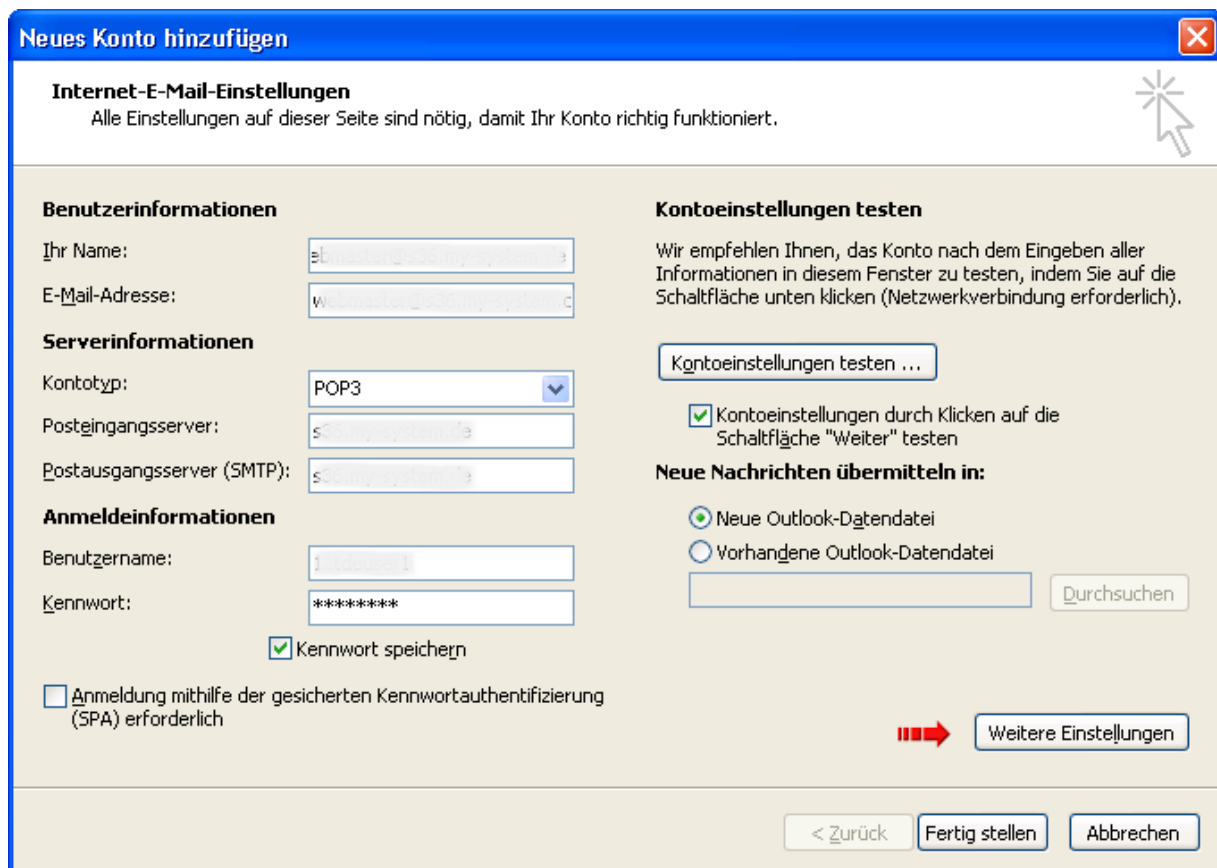 Neues Konto hinzufügen
Internet-E-Mail-Einstellungen
Alle Einstellungen auf dieser Seite sind nötig, damit Ihr Konto richtig funktioniert.
Benutzerinformationen
Ihr Name:
E-Mail-Adresse:
Serverinformationen
Kontotyp:
POP3
Posteingangsserver:
Postausgangsserver (SMTP):
Anmeldeinformationen
Benutzername:
Kennwort:
********
Kennwort speichern
Anmeldung mithilfe der gesicherten Kennwortauthentifizierung
(SPA) erforderlich
Kontoeinstellungen testen
Wir empfehlen Ihnen, das Konto nach dem Eingeben aller
Informationen in diesem Fenster zu testen, indem Sie auf die
Schaltfläche unten klicken (Netzwerkverbindung erforderlich).
Kontoeinstellungen testen ...
Kontoeinstellungen durch Klicken auf die
Schaltfläche "Weiter" testen
Neue Nachrichten übermitteln in:
Neue Outlook-Datendatei
Vorhandene Outlook-Datendatei
Durchsuchen
Weitere Einstellungen
< Zurück
Fertig stellen
Abbrechen